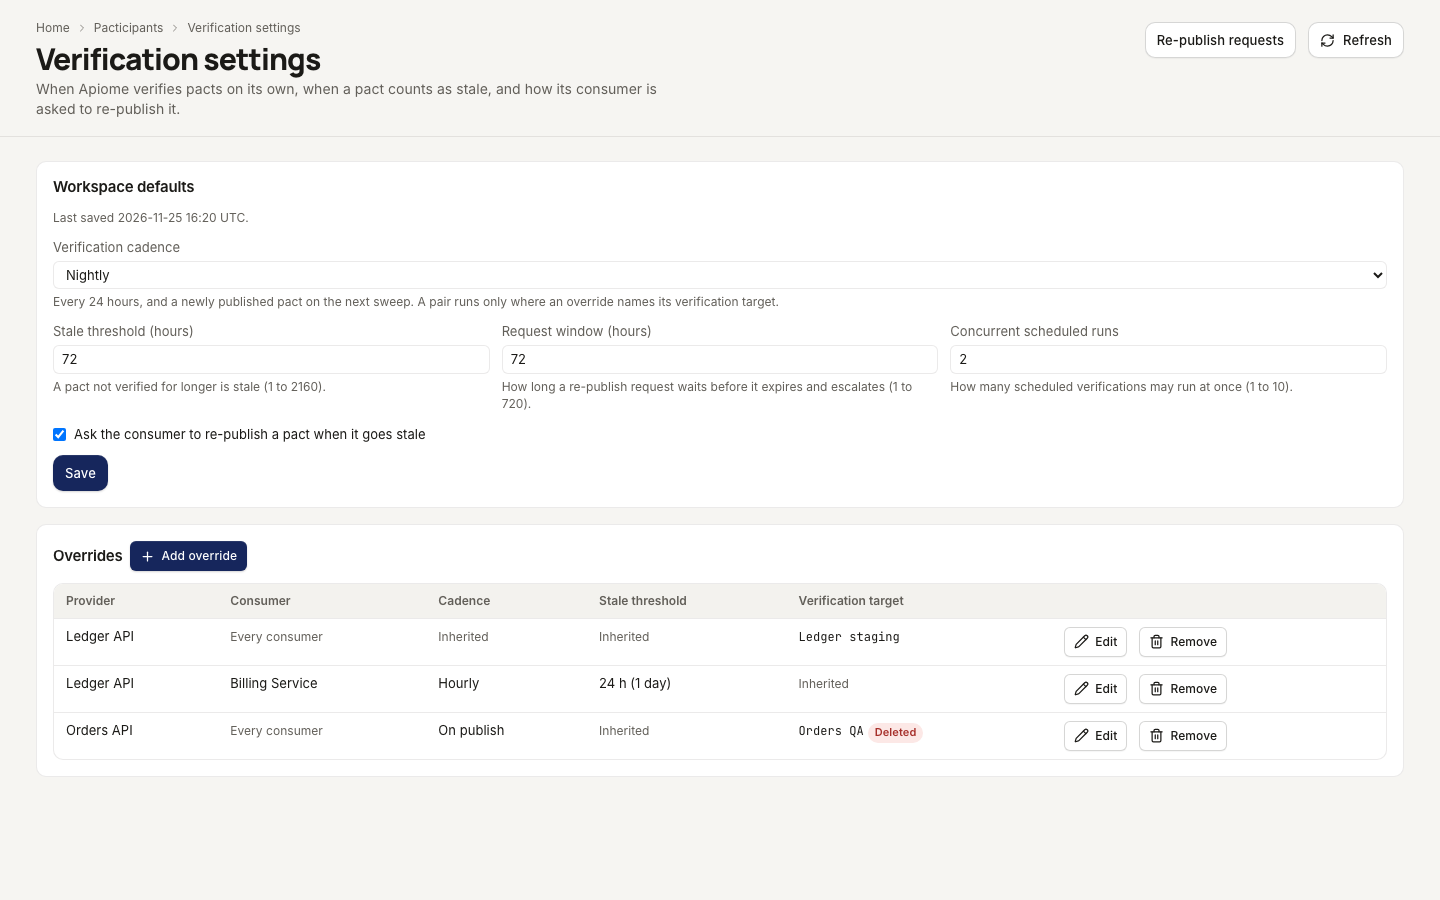 Home > Pacticipants > Verification settings
Verification settings
When Apiome verifies pacts on its own, when a pact counts as stale, and how its consumer is
asked to re-publish it.
Re-publish requests
Refresh
Workspace defaults
Last saved 2026-11-25 16:20 UTC.
Verification cadence
Nightly
Every 24 hours, and a newly published pact on the next sweep. A pair runs only where an override names its verification target.
Stale threshold (hours) Request window (hours) Concurrent scheduled runs
72 72 2
A pact not verified for longer is stale (1 to 2160). How long a re-publish request waits before it expires and escalates (1 to How many scheduled verifications may run at once (1 to 10).
720).
Ask the consumer to re-publish a pact when it goes stale
Save
Overrides + Add override
Provider Consumer Cadence Stale threshold Verification target
Ledger API Every consumer Inherited Inherited Ledger staging Edit Remove
Ledger API Billing Service Hourly 24 h (1 day) Inherited Edit Remove
Orders API Every consumer On publish Inherited Orders QA Deleted Edit Remove